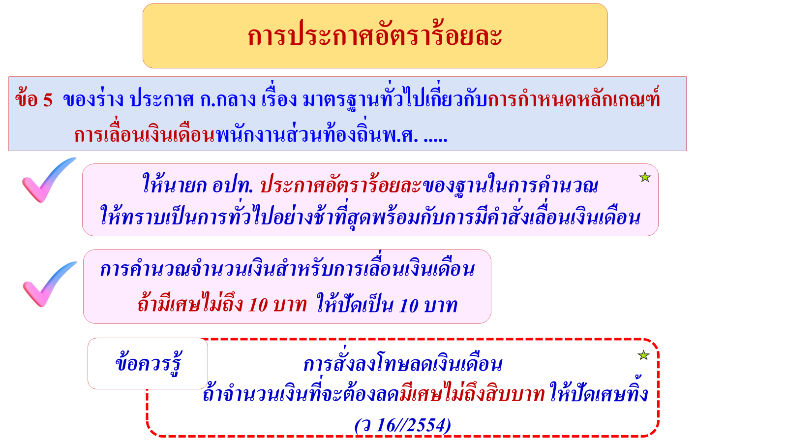 การประกาศอัตราร้อยละ
ข้อ 5 ของร่าง ประกาศ ก.กลาง เรื่อง มาตรฐานทั่วไปเกี่ยวกับการกำหนดหลักเกณฑ์
การเลื่อนเงินเดือนพนักงานส่วนท้องถิ่นพ.ศ. .....
ให้นายก อปท. ประกาศอัตราร้อยละของฐานในการคำนวณ
ให้ทราบเป็นการทั่วไปอย่างช้าที่สุดพร้อมกับการมีคำสั่งเลื่อนเงินเดือน
การคำนวณจำนวนเงินสำหรับการเลื่อนเงินเดือน
ถ้ามีเศษไม่ถึง 10 บาท ให้ปัดเป็น 10 บาท
ข้อควรรู้
การสั่งลงโทษลดเงินเดือน
ถ้าจำนวนเงินที่จะต้องลดมีเศษไม่ถึงสิบบาท ให้ปัดเศษทิ้ง
(ว 16//2554)